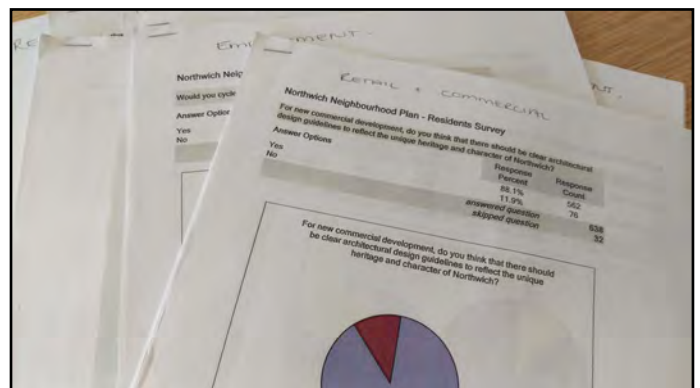 RE
EM
MENT.
NT.
Northwich Neig
Would you cycle
Answer Option
Yes
No
RETAIL + COMMERCIAL
Northwich Neighbourhood Plan - Residents Survey
For new commercial development, do you think that there should be clear architectural
design guidelines to reflect the unique heritage and character of Northwich?
Answer Options
Response Percent
Response Count
Yes
88.1%
562
No
11.9%
76
answered question
638
skipped question
32
For new commercial development, do you think that there should
be clear architectural design guidelines to reflect the unique
heritage and character of Northwich?